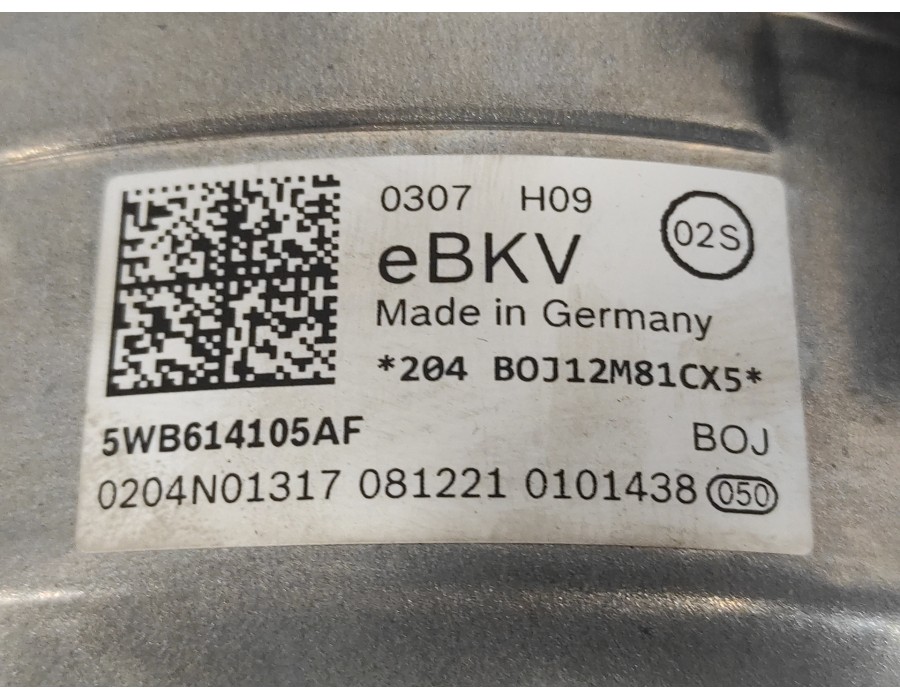 0307 H09
02S
eBKV
Made in Germany
*204 BOJ12M81CX5*
5WB614105AF
BOJ
0204N01317 081221 0101438 050